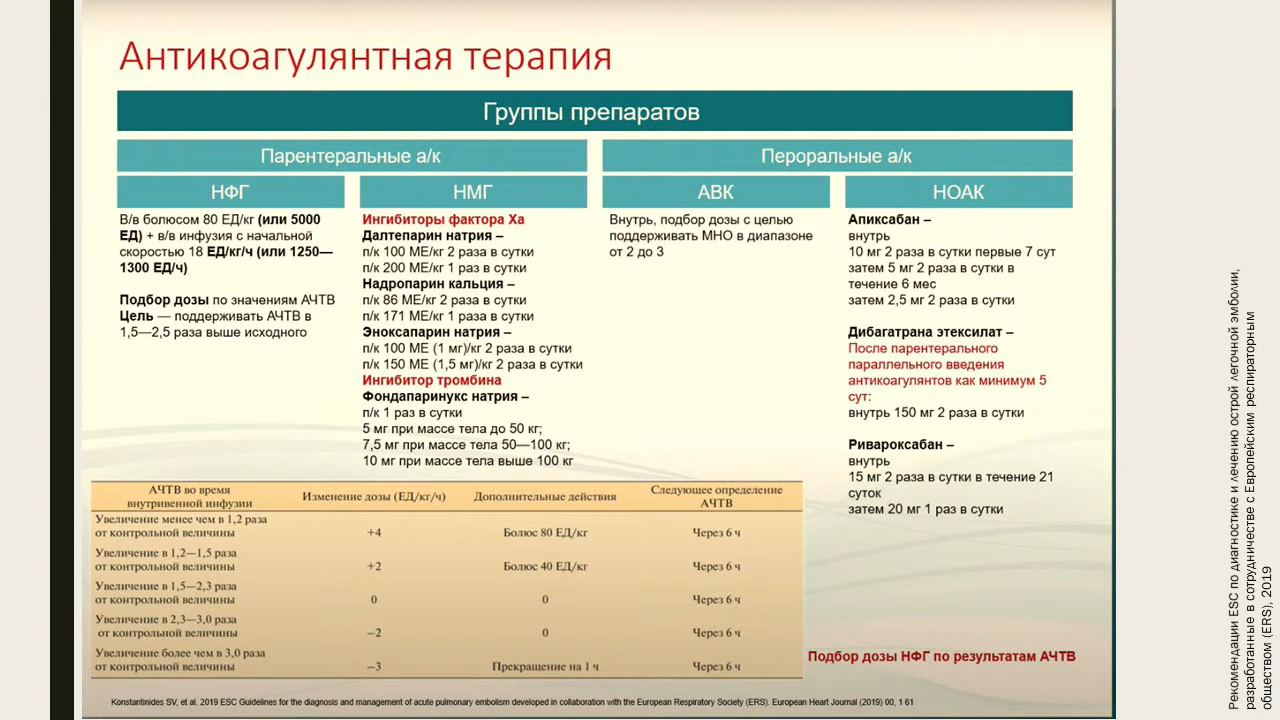 Антикоагулянтная терапия
Группы препаратов
Парентеральные а/к
Пероральные а/к
НФГ
НМГ
АВК
НОАК
В/в болюсом 80 ЕД/кг (или 5000
ЕД) + в/в инфузия с начальной
скоростью 18 ЕД/кг/ч (или 1250—
1300 ЕД/ч)
Подбор дозы по значениям АЧТВ
Цель — поддерживать АЧТВ в
1,5—2,5 раза выше исходного
Ингибиторы фактора Ха
Далтепарин натрия –
п/к 100 МЕ/кг 2 раза в сутки
п/к 200 МЕ/кг 1 раз в сутки
Надропарин кальция –
п/к 86 МЕ/кг 2 раза в сутки
п/к 171 МЕ/кг 1 раз в сутки
Эноксапарин натрия –
п/к 100 МЕ (1 мг)/кг 2 раза в сутки
п/к 150 МЕ (1,5 мг)/кг 2 раза в сутки
Ингибитор тромбина
Фондапаринукс натрия –
п/к 1 раз в сутки
5 мг при массе тела до 50 кг;
7,5 мг при массе тела 50—100 кг;
10 мг при массе тела выше 100 кг
Внутрь, подбор дозы с целью
поддерживать МНО в диапазоне
от 2 до 3
Апиксабан –
внутрь
10 мг 2 раза в сутки первые 7 сут
затем 5 мг 2 раза в сутки в
течение 6 мес
затем 2,5 мг 2 раза в сутки
Дибагатрана этексилат –
После парентерального
параллельного введения
антикоагулянтов как минимум 5
сут:
внутрь 150 мг 2 раза в сутки
Ривароксабан –
внутрь
15 мг 2 раза в сутки в течение 21
суток
затем 20 мг 1 раз в сутки
АЧТВ во время
внутривенной инфузии
Изменение дозы (ЕД/кг/ч)
Дополнительные действия
Следующее определение
АЧТВ
Увеличение менее чем в 1,2 раза
от контрольной величины
+4
Болюс 80 ЕД/кг
Через 6 ч
Увеличение в 1,2—1,5 раза
от контрольной величины
+2
Болюс 40 ЕД/кг
Через 6 ч
Увеличение в 1,5—2,3 раза
от контрольной величины
0
0
Через 6 ч
Увеличение в 2,3—3,0 раза
от контрольной величины
–2
0
Через 6 ч
Увеличение более чем в 3,0 раза
от контрольной величины
–3
Прекращение на 1 ч
Через 6 ч
Подбор дозы НФГ по результатам АЧТВ
Konstantinides SV, et al. 2019 ESC Guidelines for the diagnosis and management of acute pulmonary embolism developed in collaboration with the European Respiratory Society (ERS). European Heart Journal (2019) 00, 1 61
Рекомендации ESC по диагностике и лечению острой легочной эмболии,
разработанные в сотрудничестве с Европейским респираторным
обществом (ERS), 2019